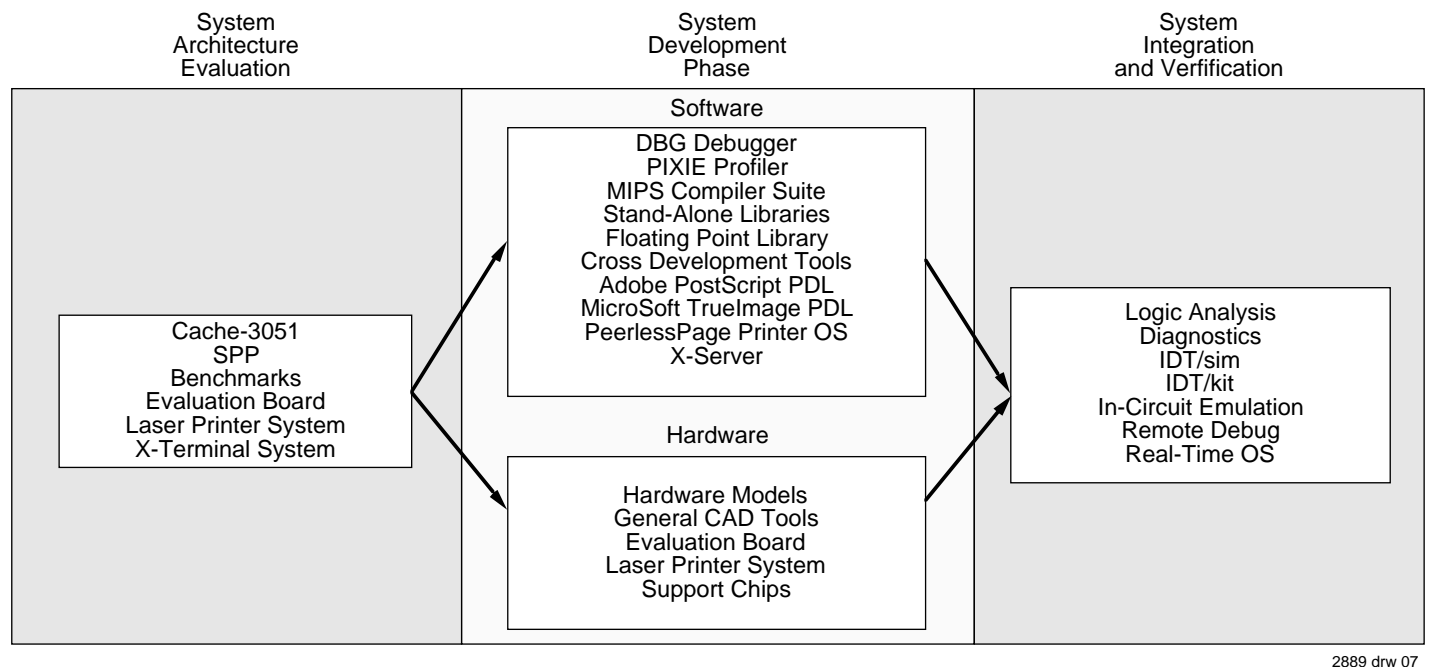 System
Architecture
Evaluation
System
Development
Phase
System
Integration
and Verfification
Cache-3051
SPP
Benchmarks
Evaluation Board
Laser Printer System
X-Terminal System
Software
DBG Debugger
PIXIE Profiler
MIPS Compiler Suite
Stand-Alone Libraries
Floating Point Library
Cross Development Tools
Adobe PostScript PDL
MicroSoft TrueImage PDL
PeerlessPage Printer OS
X-Server
Hardware
Hardware Models
General CAD Tools
Evaluation Board
Laser Printer System
Support Chips
Logic Analysis
Diagnostics
IDT/sim
IDT/kit
In-Circuit Emulation
Remote Debug
Real-Time OS
2889 drw 07